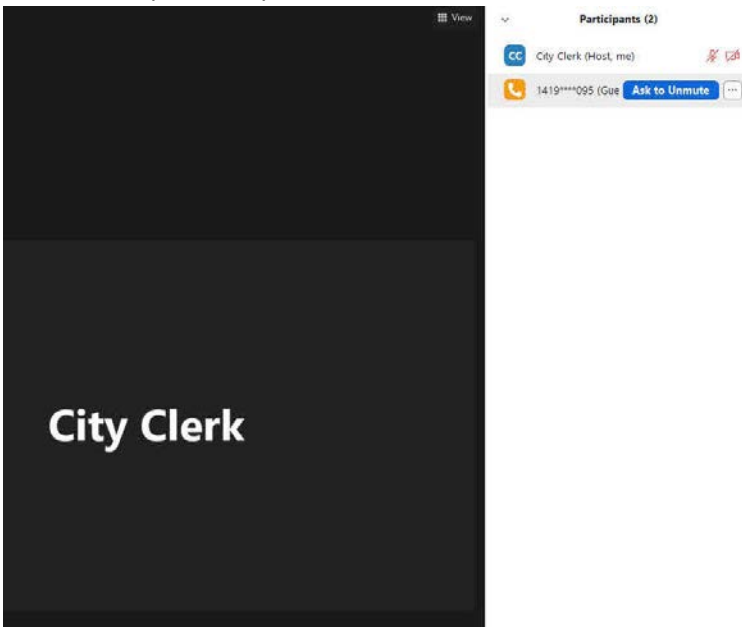 View
Participants (2)
CC City Clerk (Host, me)
1419****095 (Gue Ask to Unmute ...
City Clerk